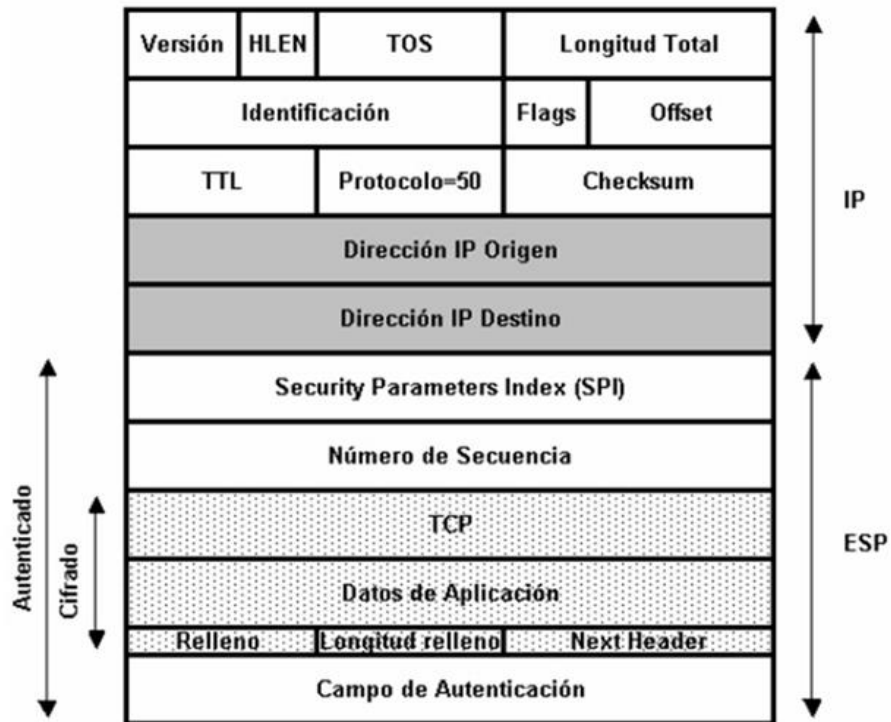 Versión HLEN TOS Longitud Total
Identificación Flags Offset
TTL Protocolo=50 Checksum
IP
Dirección IP Origen
Dirección IP Destino
Security Parameters Index (SPI)
Número de Secuencia
Autenticado
Cifrado
TCP
ESP
Datos de Aplicación
Relleno Longitud relleno Next Header
Campo de Autenticación